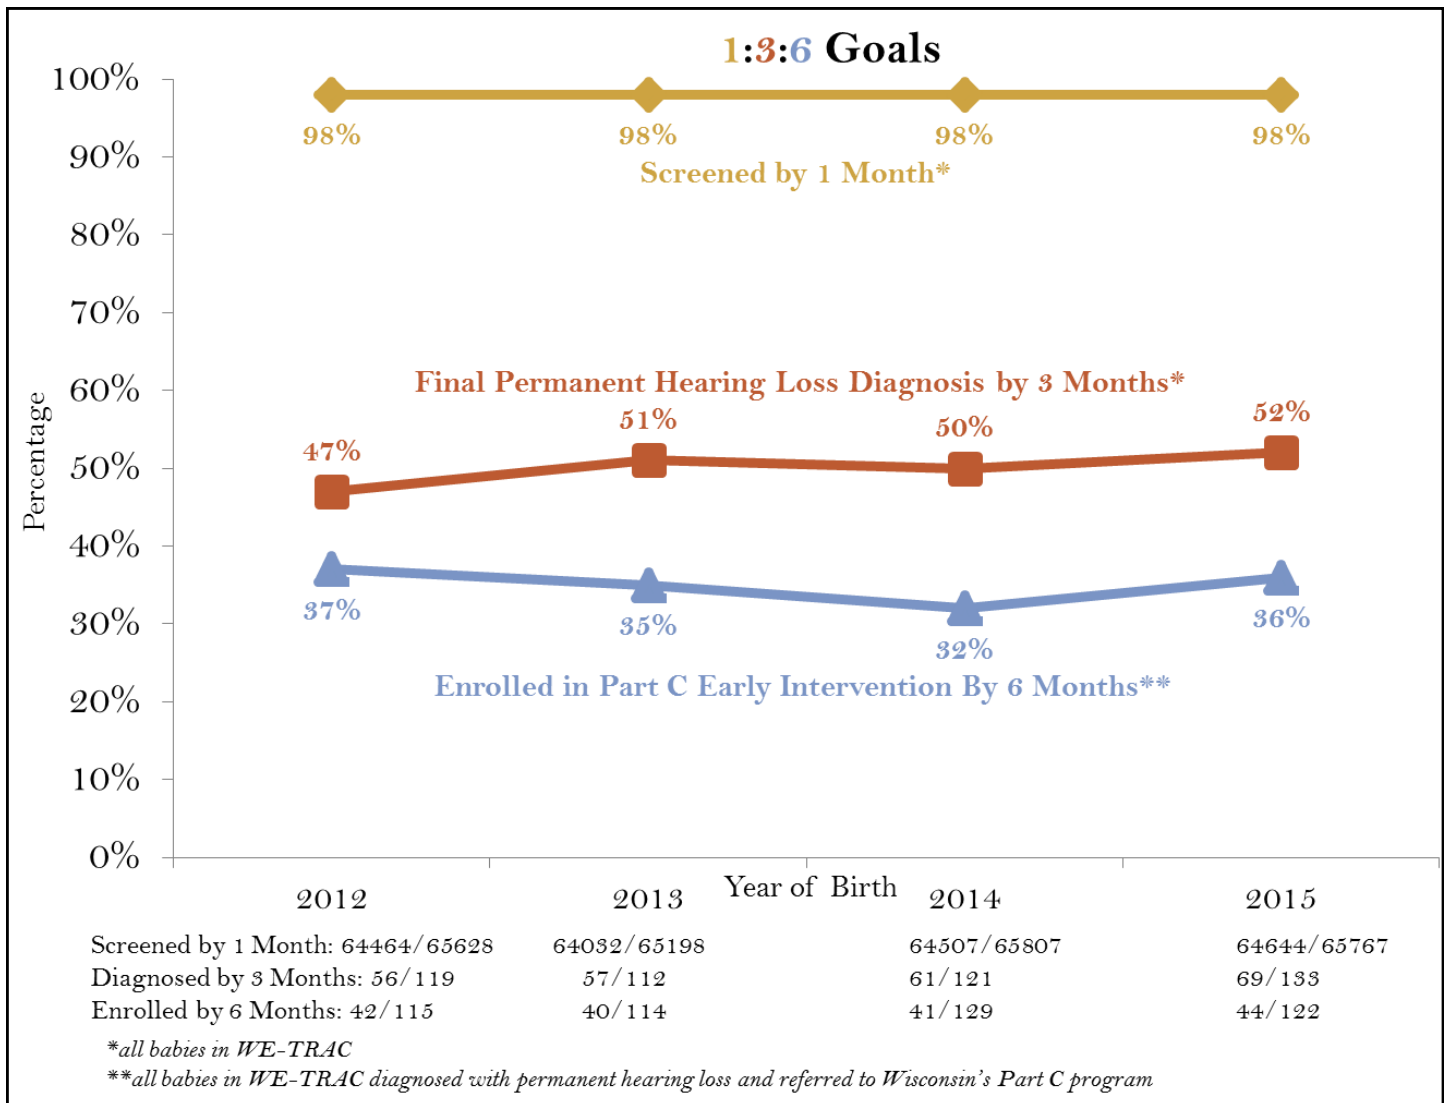 1:3:6 Goals
100%
90%
80%
70%
60%
50%
40%
30%
20%
10%
0%
Percentage
98% 98% 98% 98%
Screened by 1 Month*
Final Permanent Hearing Loss Diagnosis by 3 Months*
47% 51% 50% 52%
37% 35% 32% 36%
Enrolled in Part C Early Intervention By 6 Months**
Year of Birth
2012 2013 2014 2015
Screened by 1 Month: 64464/65628 64032/65198 64507/65807 64644/65767
Diagnosed by 3 Months: 56/119 57/112 61/121 69/133
Enrolled by 6 Months: 42/115 40/114 41/129 44/122
*all babies in WE-TRAC
**all babies in WE-TRAC diagnosed with permanent hearing loss and referred to Wisconsin's Part C program